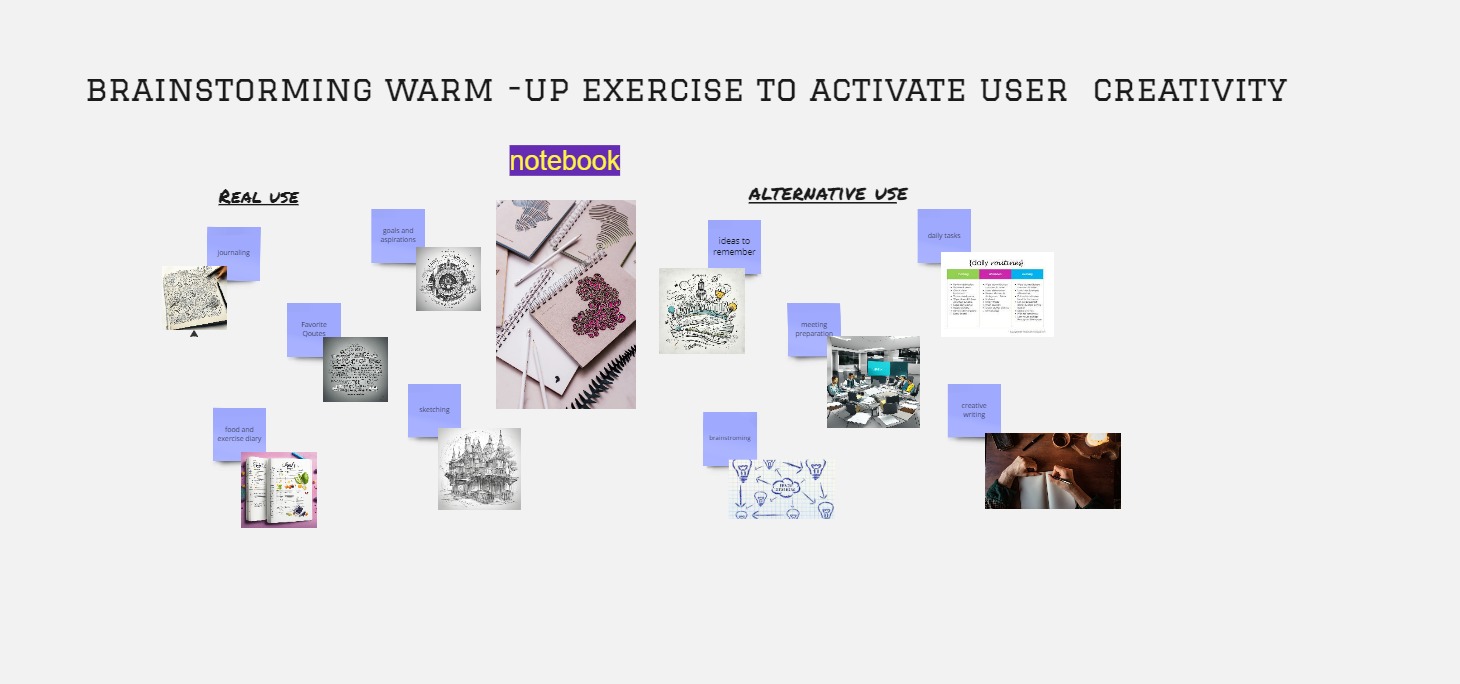 BRAINSTORMING WARM -UP EXERCISE TO ACTIVATE USER CREATIVITY
notebook
REAL USE
ALTERNATIVE USE
journaling
goals and
aspirations
Favorite
Qoutes
food and
exercise diary
sketching
ideas to
remember
daily tasks
{daily routines}
meeting
preparation
brainstroming
creative
writing